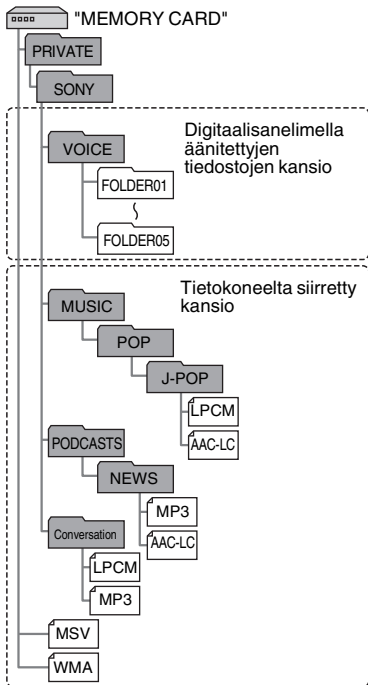 "MEMORY CARD"
PRIVATE
SONY
Digitaalisanelimella
äänitettyjen
tiedostojen kansio
VOICE
FOLDER01
FOLDER05
Tietokoneelta siirretty
kansio
MUSIC
POP
J-POP
LPCM
AAC-LC
PODCASTS
NEWS
MP3
AAC-LC
Conversation
LPCM
MP3
MSV
WMA